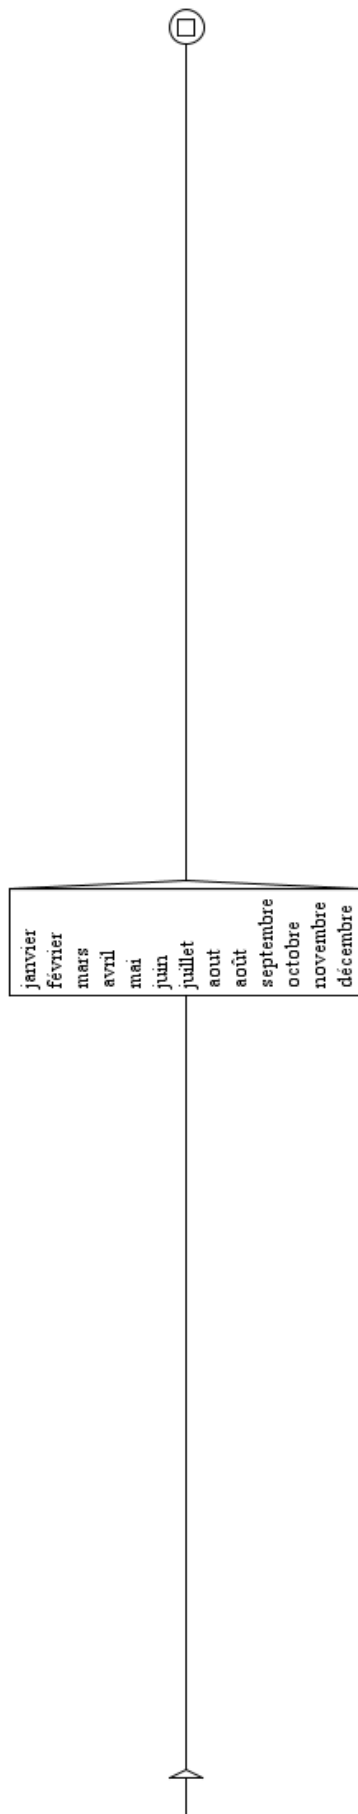 janvier
février
mars
avril
mai
juin
juillet
aout
août
septembre
octobre
novembre
décembre